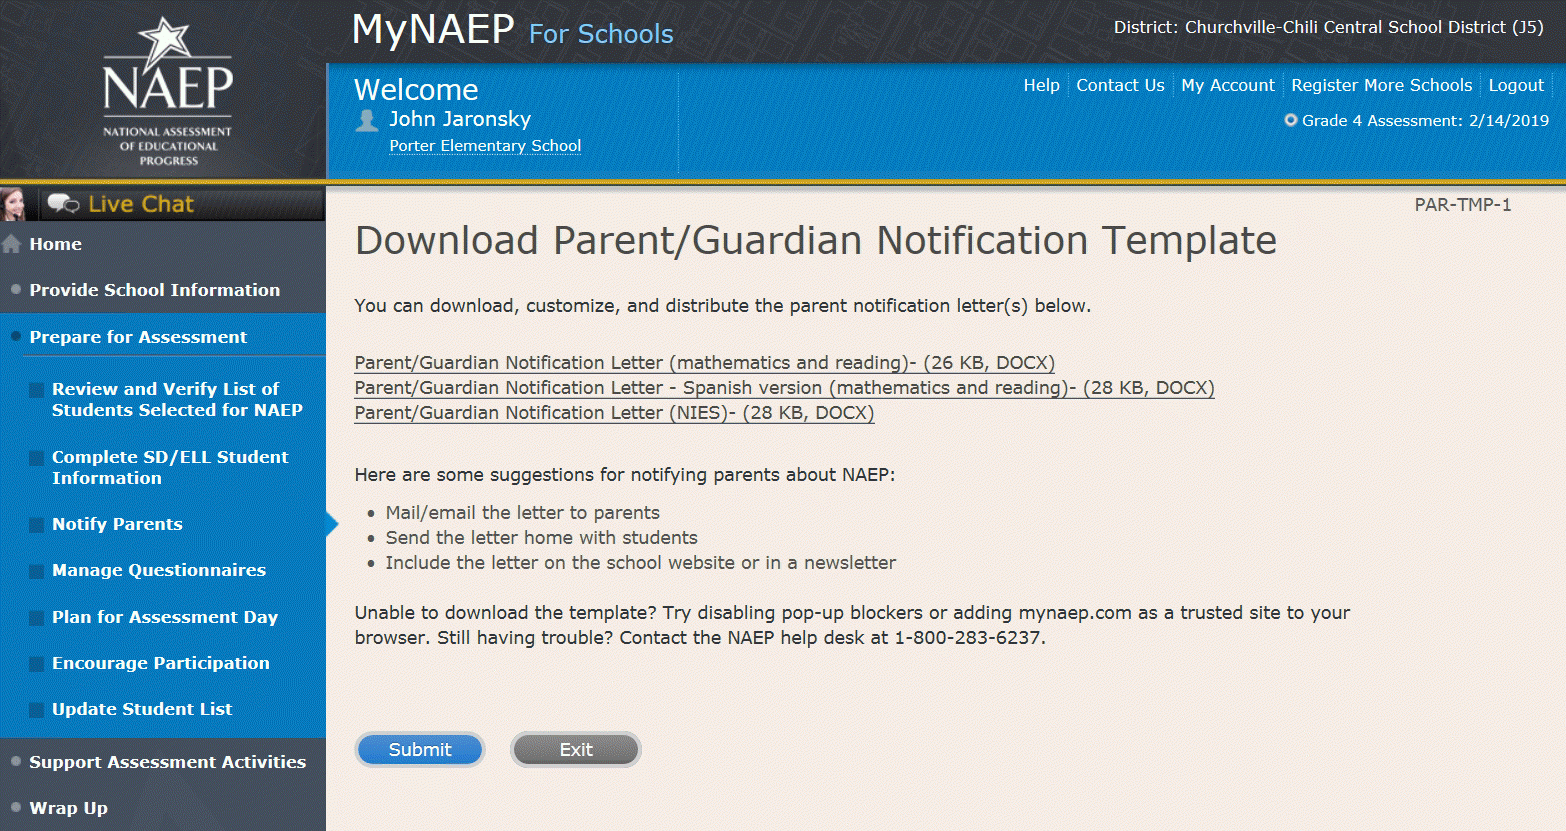 NAEP
NATIONAL ASSESSMENT
OF EDUCATIONAL
PROGRESS
MyNAEP For Schools
District: Churchville-Chili Central School District (J5)
Welcome
John Jaronsky
Porter Elementary School
Help Contact Us My Account Register More Schools Logout
Grade 4 Assessment: 2/14/2019
Live Chat
Home
Provide School Information
Prepare for Assessment
Review and Verify List of
Students Selected for NAEP
Complete SD/ELL Student
Information
Notify Parents
Manage Questionnaires
Plan for Assessment Day
Encourage Participation
Update Student List
Support Assessment Activities
Wrap Up
PAR-TMP-1
Download Parent/Guardian Notification Template
You can download, customize, and distribute the parent notification letter(s) below.
Parent/Guardian Notification Letter (mathematics and reading)- (26 KB, DOCX)
Parent/Guardian Notification Letter - Spanish version (mathematics and reading)- (28 KB, DOCX)
Parent/Guardian Notification Letter (NIES)- (28 KB, DOCX)
Here are some suggestions for notifying parents about NAEP:
• Mail/email the letter to parents
• Send the letter home with students
• Include the letter on the school website or in a newsletter
Unable to download the template? Try disabling pop-up blockers or adding mynaep.com as a trusted site to your
browser. Still having trouble? Contact the NAEP help desk at 1-800-283-6237.
Submit Exit